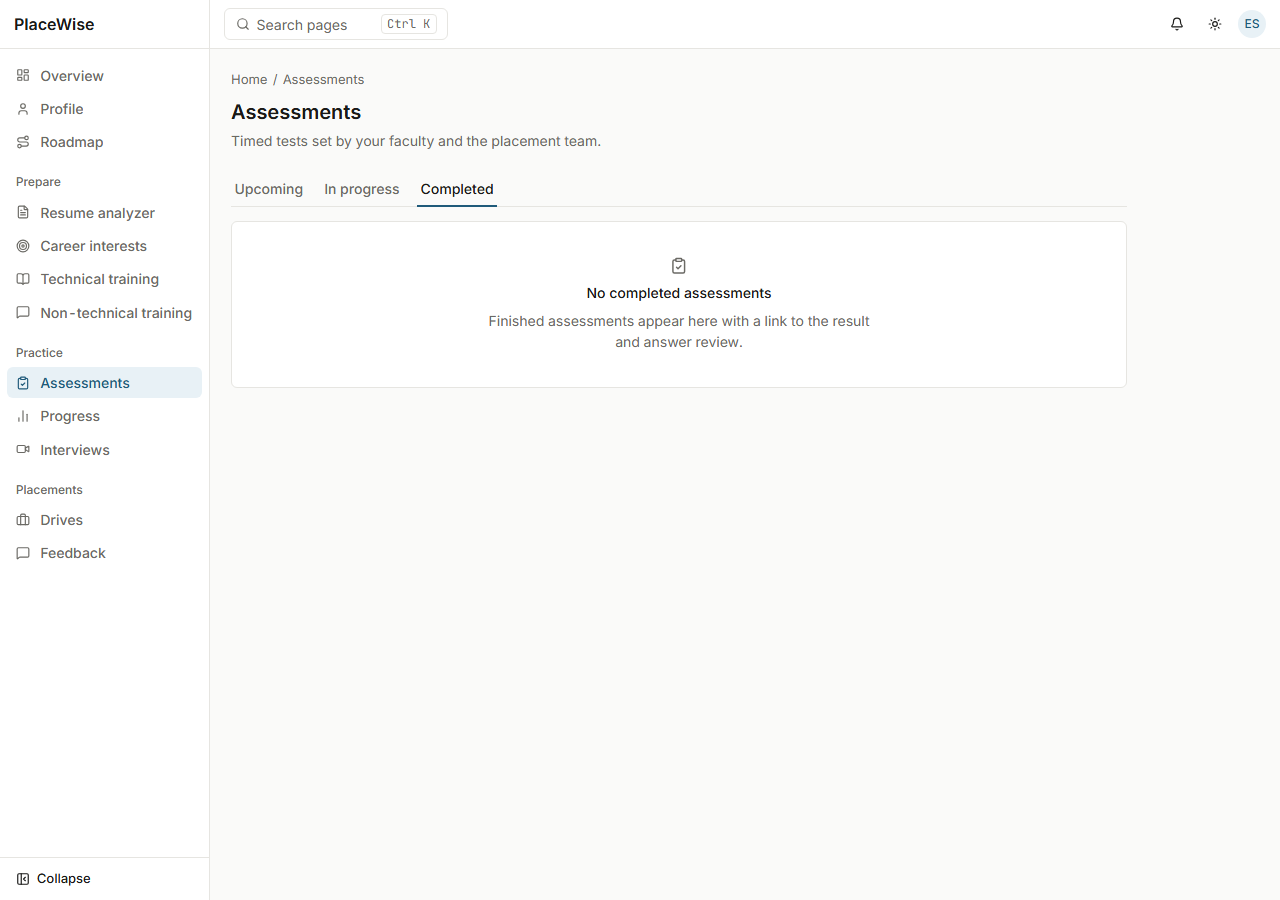 PlaceWise
Search pages
Ctrl K
ES
Overview
Profile
Roadmap
Prepare
Resume analyzer
Career interests
Technical training
Non-technical training
Practice
Assessments
Progress
Interviews
Placements
Drives
Feedback
Collapse
Home / Assessments
Assessments
Timed tests set by your faculty and the placement team.
Upcoming In progress Completed
No completed assessments
Finished assessments appear here with a link to the result
and answer review.